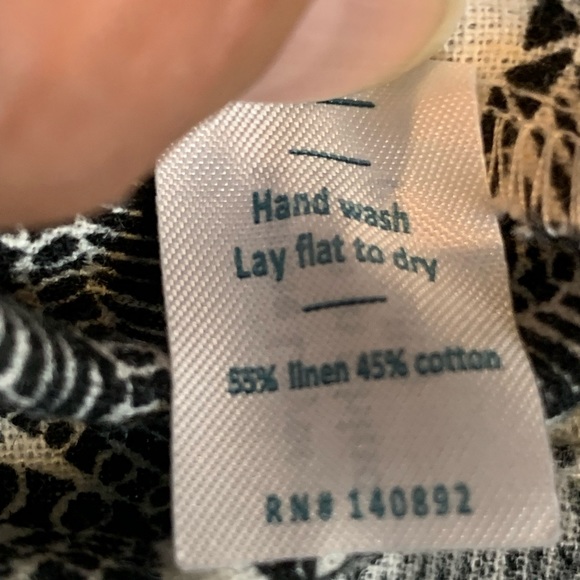 Hand wash
Lay flat to dry
55% linen 45% cotton
RN# 140892